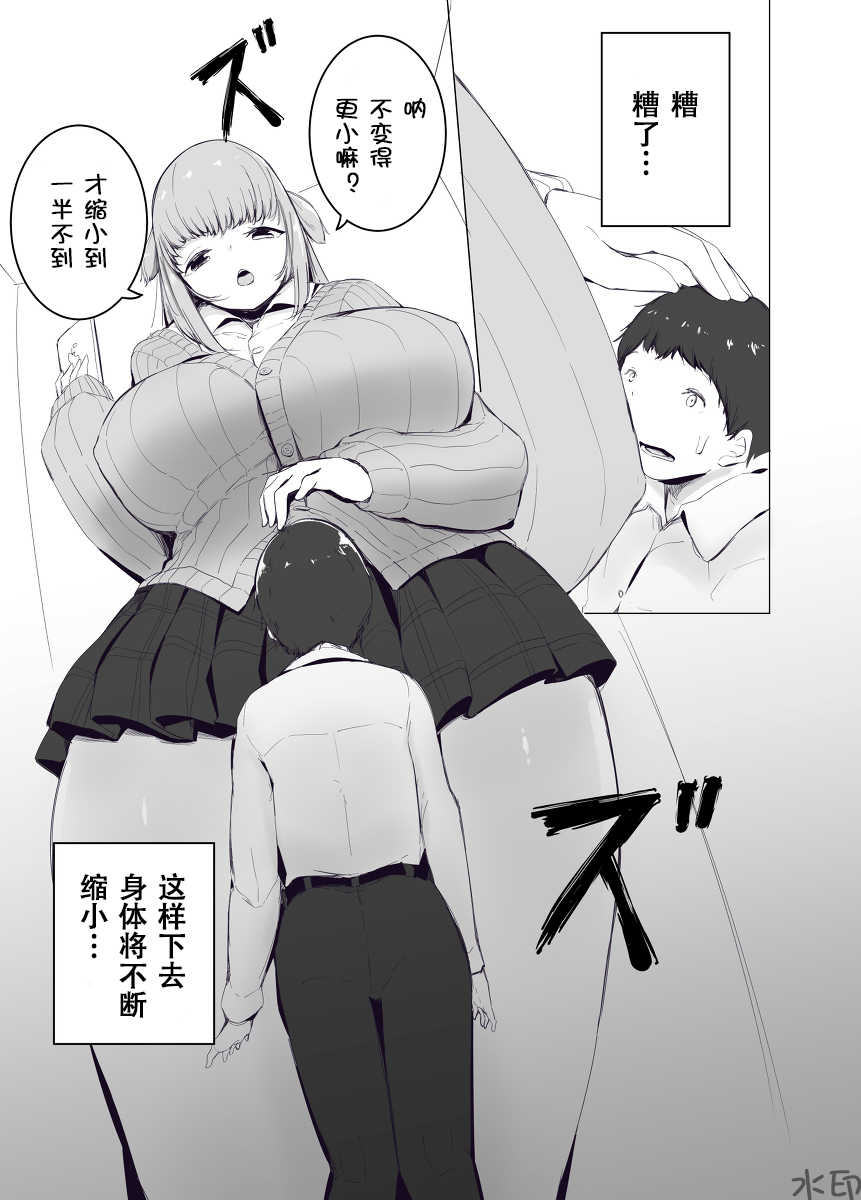 糟
糟了…
呐
不变得
更小嘛？
才缩小到
一半不到
ズ
ズ
这样下去
身体将不断
缩小…
水印